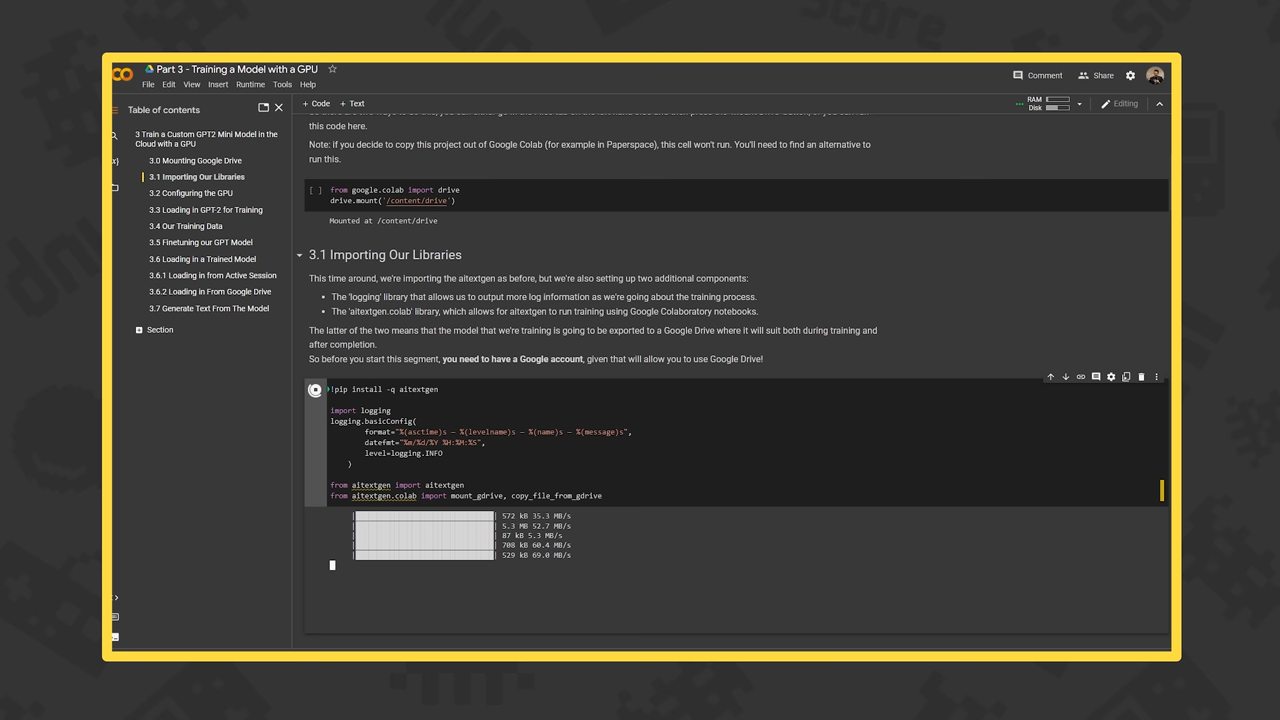 Part 3 - Training a Model with a GPU
File Edit View Insert Runtime Tools Help
Comment Share
Table of contents
+ Code + Text
RAM
Disk
Editing
3 Train a Custom GPT2 Mini Model in the
Cloud with a GPU
3.0 Mounting Google Drive
3.1 Importing Our Libraries
3.2 Configuring the GPU
3.3 Loading in GPT-2 for Training
3.4 Our Training Data
3.5 Finetuning our GPT Model
3.6 Loading in a Trained Model
3.6.1 Loading in from Active Session
3.6.2 Loading in From Google Drive
3.7 Generate Text From The Model
Section
this code here.
Note: if you decide to copy this project out of Google Colab (for example in Paperspace), this cell won't run. You'll need to find an alternative to
run this.
[ ] from google.colab import drive
drive.mount('/content/drive')
Mounted at /content/drive
3.1 Importing Our Libraries
This time around, we're importing the aitextgen as before, but we're also setting up two additional components:
• The 'logging' library that allows us to output more log information as we're going about the training process.
• The 'aitextgen.colab' library, which allows for aitextgen to run training using Google Colaboratory notebooks.
The latter of the two means that the model that we're training is going to be exported to a Google Drive where it will suit both during training and
after completion.
So before you start this segment, you need to have a Google account, given that will allow you to use Google Drive!
!pip install -q aitextgen
import logging
logging.basicConfig(
format="%(asctime)s — %(levelname)s — %(name)s — %(message)s",
datefmt="%m/%d/%Y %H:%M:%S",
level=logging.INFO
)
from aitextgen import aitextgen
from aitextgen.colab import mount_gdrive, copy_file_from_gdrive
572 kB 35.3 MB/s
5.3 MB 52.7 MB/s
87 kB 5.3 MB/s
708 kB 60.4 MB/s
529 kB 69.0 MB/s